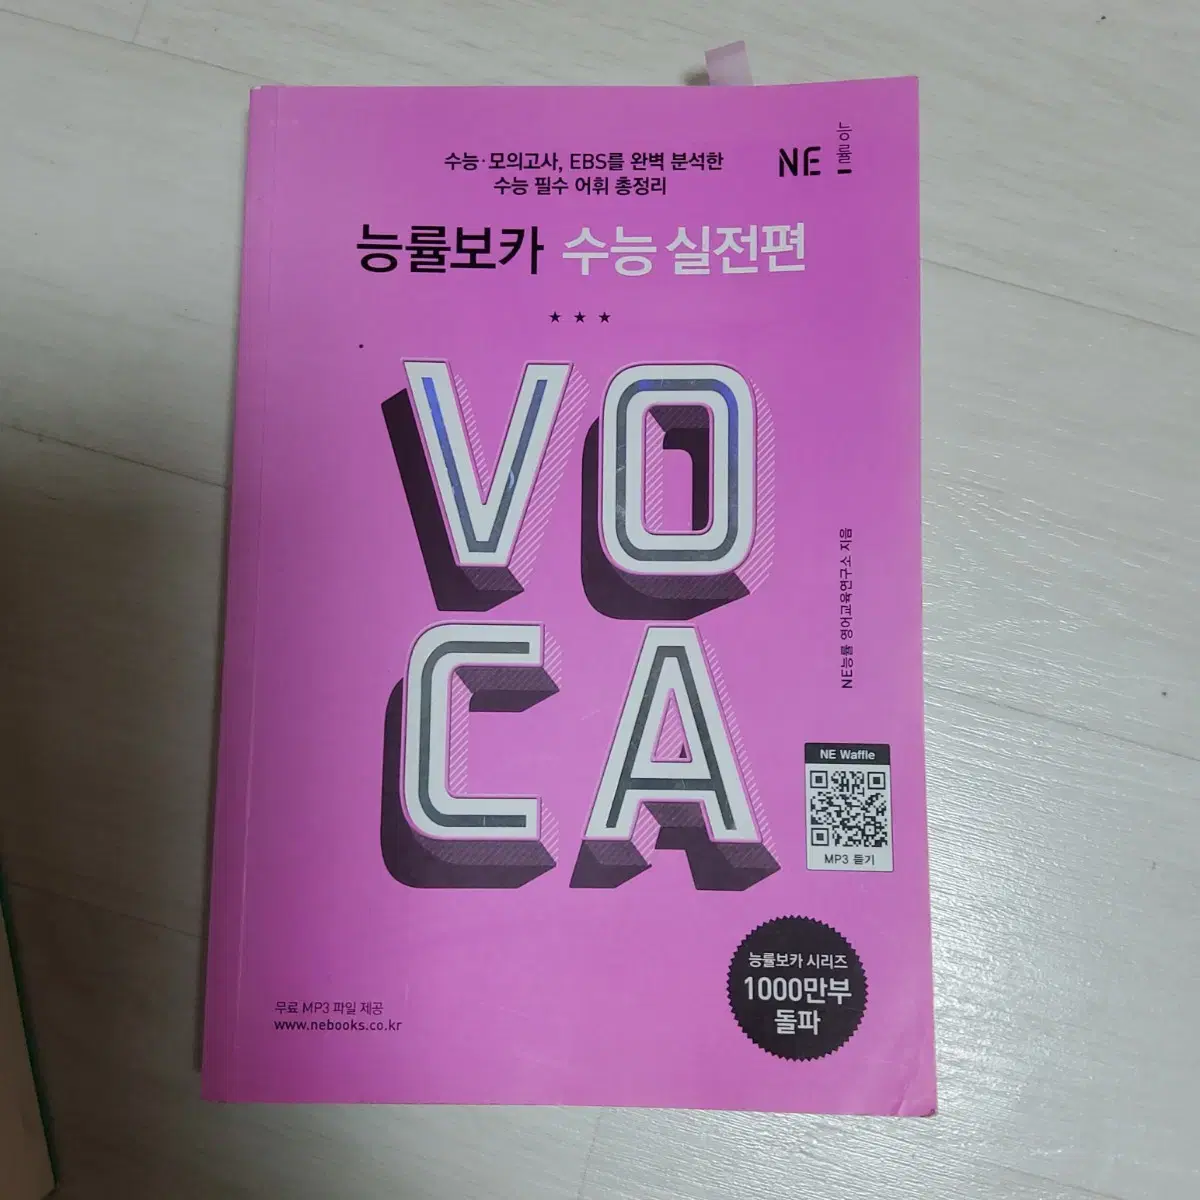 수능·모의고사, EBS를 완벽 분석한
수능 필수 어휘 총정리
NE 능률
능률보카 수능 실전편
★ ★ ★
VO
CA
NE능률 영어교육연구소 지음
NE Waffle
MP3 듣기
능률보카 시리즈
1000만부
돌파
무료 MP3 파일 제공
www.nebooks.co.kr